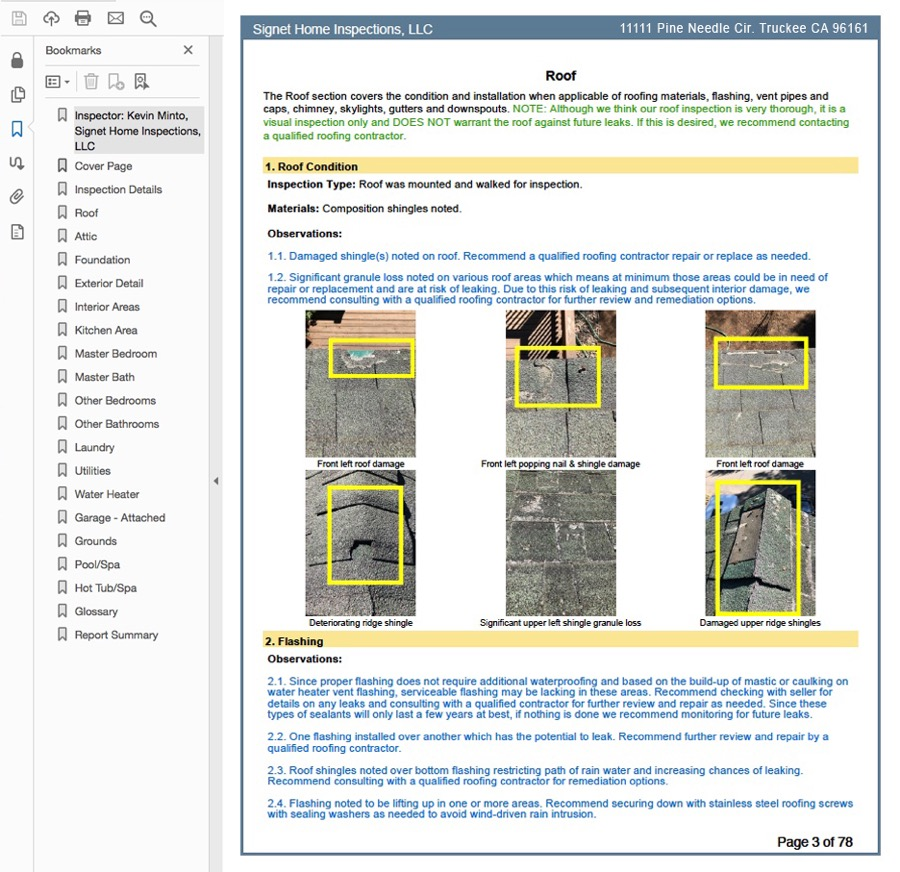 Bookmarks
Inspector: Kevin Minto,
Signet Home Inspections,
LLC
Cover Page
Inspection Details
Roof
Attic
Foundation
Exterior Detail
Interior Areas
Kitchen Area
Master Bedroom
Master Bath
Other Bedrooms
Other Bathrooms
Laundry
Utilities
Water Heater
Garage - Attached
Grounds
Pool/Spa
Hot Tub/Spa
Glossary
Report Summary
Signet Home Inspections, LLC
11111 Pine Needle Cir. Truckee CA 96161
Roof
The Roof section covers the condition and installation when applicable of roofing materials, flashing, vent pipes and
caps, chimney, skylights, gutters and downspouts. NOTE: Although we think our roof inspection is very thorough, it is a
visual inspection only and DOES NOT warrant the roof against future leaks. If this is desired, we recommend contacting
a qualified roofing contractor.
1. Roof Condition
Inspection Type: Roof was mounted and walked for inspection.
Materials: Composition shingles noted.
Observations:
1.1. Damaged shingle(s) noted on roof. Recommend a qualified roofing contractor repair or replace as needed.
1.2. Significant granule loss noted on various roof areas which means at minimum those areas could be in need of
repair or replacement and are at risk of leaking. Due to this risk of leaking and subsequent interior damage, we
recommend consulting with a qualified roofing contractor for further review and remediation options.
Front left roof damage
Front left popping nail & shingle damage
Front left roof damage
Deteriorating ridge shingle
Significant upper left shingle granule loss
Damaged upper ridge shingles
2. Flashing
Observations:
2.1. Since proper flashing does not require additional waterproofing and based on the build-up of mastic or caulking on
water heater vent flashing, serviceable flashing may be lacking in these areas. Recommend checking with seller for
details on any leaks and consulting with a qualified contractor for further review and repair as needed. Since these
types of sealants will only last a few years at best, if nothing is done we recommend monitoring for future leaks.
2.2. One flashing installed over another which has the potential to leak. Recommend further review and repair by a
qualified roofing contractor.
2.3. Roof shingles noted over bottom flashing restricting path of rain water and increasing chances of leaking.
Recommend consulting with a qualified roofing contractor for remediation options.
2.4. Flashing noted to be lifting up in one or more areas. Recommend securing down with stainless steel roofing screws
with sealing washers as needed to avoid wind-driven rain intrusion.
Page 3 of 78